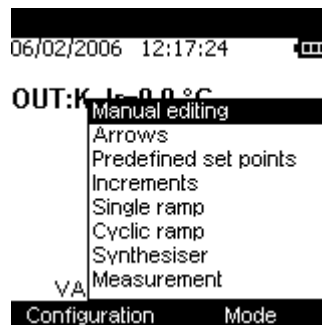 06/02/2006 12:17:24
OUT:K
Manual editing
Arrows
Predefined set points
Increments
Single ramp
Cyclic ramp
Synthesiser
VA
Measurement
Configuration Mode